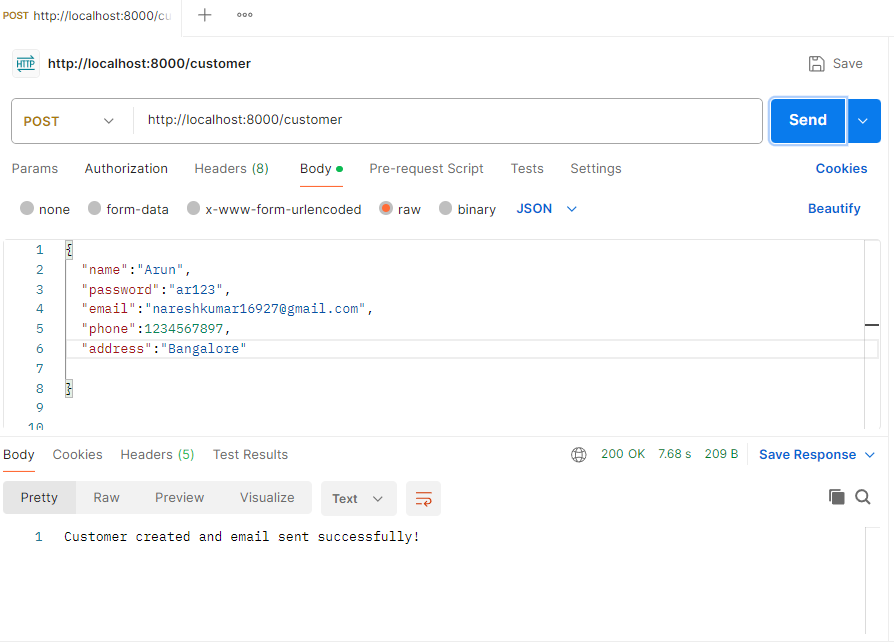 POST http://localhost:8000/cu
HTTP http://localhost:8000/customer Save
POST http://localhost:8000/customer Send
Params Authorization Headers (8) Body Pre-request Script Tests Settings Cookies
none form-data x-www-form-urlencoded raw binary JSON Beautify
1 {
2 "name":"Arun",
3 "password":"ar123",
4 "email":"nareshkumar16927@gmail.com",
5 "phone":1234567897,
6 "address":"Bangalore"
7
8 }
9
10
Body Cookies Headers (5) Test Results 200 OK 7.68 s 209 B Save Response
Pretty Raw Preview Visualize Text
1 Customer created and email sent successfully!